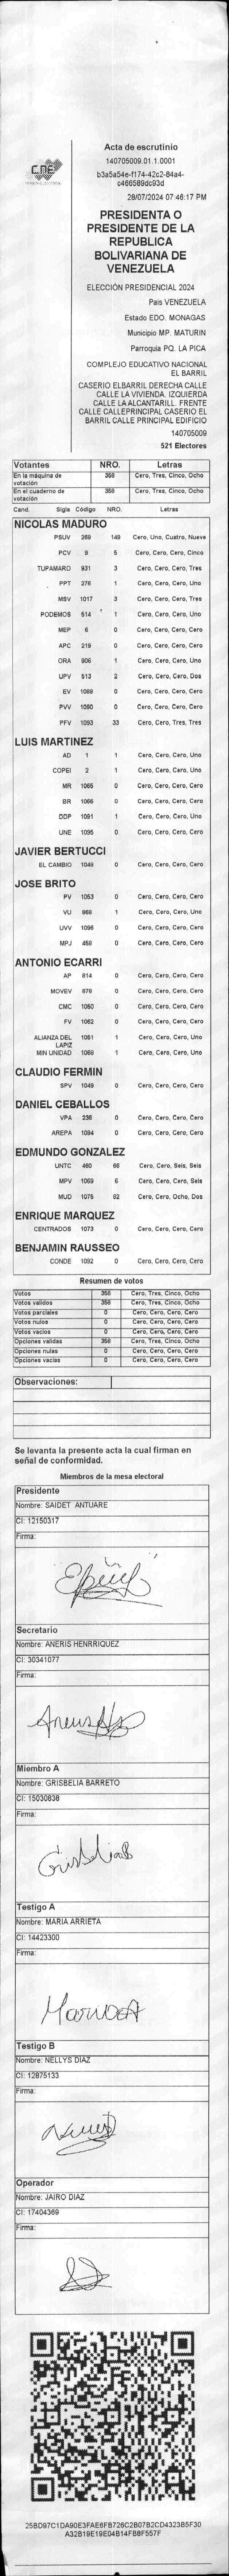 CNE
Acta de escrutinio
140705009.01.1.0001
b3a5a54e-f174-42c2-84a4-
c466589dc93d
28/07/2024 07:46:17 PM
PRESIDENTA O
PRESIDENTE DE LA
REPUBLICA
BOLIVARIANA DE
VENEZUELA
ELECCIÓN PRESIDENCIAL 2024
Pais VENEZUELA
Estado EDO. MONAGAS
Municipio MP. MATURIN
Parroquia PQ. LA PICA
COMPLEJO EDUCATIVO NACIONAL
EL BARRIL
CASERIO ELBARRIL DERECHA CALLE
CALLE LA VIVIENDA. IZQUIERDA
CALLE LA ALCANTARILL. FRENTE
CALLE CALLEPRINCIPAL CASERIO EL
BARRIL CALLE PRINCIPAL EDIFICIO
140705009
521 Electores
Votantes NRO. Letras
En la máquina de votación 358 Cero, Tres, Cinco, Ocho
En el cuaderno de votación 358 Cero, Tres, Cinco, Ocho
Cand. Sigla Código NRO. Letras
NICOLAS MADURO
PSUV 269 149 Cero, Uno, Cuatro, Nueve
PCV 9 5 Cero, Cero, Cero, Cinco
TUPAMARO 931 3 Cero, Cero, Cero, Tres
PPT 276 1 Cero, Cero, Cero, Uno
MSV 1017 3 Cero, Cero, Cero, Tres
PODEMOS 514 1 Cero, Cero, Cero, Uno
MEP 6 0 Cero, Cero, Cero, Cero
APC 219 0 Cero, Cero, Cero, Cero
ORA 906 1 Cero, Cero, Cero, Uno
UPV 513 2 Cero, Cero, Cero, Dos
EV 1089 0 Cero, Cero, Cero, Cero
PVV 1090 0 Cero, Cero, Cero, Cero
PFV 1093 33 Cero, Cero, Tres, Tres
LUIS MARTINEZ
AD 1 1 Cero, Cero, Cero, Uno
COPEI 2 1 Cero, Cero, Cero, Uno
MR 1065 0 Cero, Cero, Cero, Cero
BR 1066 0 Cero, Cero, Cero, Cero
DDP 1091 1 Cero, Cero, Cero, Uno
UNE 1095 0 Cero, Cero, Cero, Cero
JAVIER BERTUCCI
EL CAMBIO 1048 0 Cero, Cero, Cero, Cero
JOSE BRITO
PV 1053 0 Cero, Cero, Cero, Cero
VU 868 1 Cero, Cero, Cero, Uno
UVV 1096 0 Cero, Cero, Cero, Cero
MPJ 458 0 Cero, Cero, Cero, Cero
ANTONIO ECARRI
AP 814 0 Cero, Cero, Cero, Cero
MOVEV 878 0 Cero, Cero, Cero, Cero
CMC 1050 0 Cero, Cero, Cero, Cero
FV 1062 0 Cero, Cero, Cero, Cero
ALIANZA DEL LAPIZ 1051 1 Cero, Cero, Cero, Uno
MIN UNIDAD 1068 1 Cero, Cero, Cero, Uno
CLAUDIO FERMIN
SPV 1049 0 Cero, Cero, Cero, Cero
DANIEL CEBALLOS
VPA 236 0 Cero, Cero, Cero, Cero
AREPA 1094 0 Cero, Cero, Cero, Cero
EDMUNDO GONZALEZ
UNTC 460 66 Cero, Cero, Seis, Seis
MPV 1069 6 Cero, Cero, Cero, Seis
MUD 1075 82 Cero, Cero, Ocho, Dos
ENRIQUE MARQUEZ
CENTRADOS 1073 0 Cero, Cero, Cero, Cero
BENJAMIN RAUSSEO
CONDE 1092 0 Cero, Cero, Cero, Cero
Resumen de votos
Votos 358 Cero, Tres, Cinco, Ocho
Votos validos 358 Cero, Tres, Cinco, Ocho
Votos parciales 0 Cero, Cero, Cero, Cero
Votos nulos 0 Cero, Cero, Cero, Cero
Votos vacios 0 Cero, Cero, Cero, Cero
Opciones validas 358 Cero, Tres, Cinco, Ocho
Opciones nulas 0 Cero, Cero, Cero, Cero
Opciones vacias 0 Cero, Cero, Cero, Cero
Observaciones:
Se levanta la presente acta la cual firman en
señal de conformidad.
Miembros de la mesa electoral
Presidente
Nombre: SAIDET ANTUARE
CI: 12150317
Firma:
Secretario
Nombre: ANERIS HENRRIQUEZ
CI: 30341077
Firma:
Miembro A
Nombre: GRISBELIA BARRETO
CI: 15030838
Firma:
Testigo A
Nombre: MARIA ARRIETA
CI: 14423300
Firma:
Testigo B
Nombre: NELLYS DIAZ
CI: 12875133
Firma:
Operador
Nombre: JAIRO DIAZ
CI: 17404369
Firma:
25BD97C1DA90E3FAE6FB726C2B07B2CD4323B5F30
A32B19E19E04B14FB8F557F